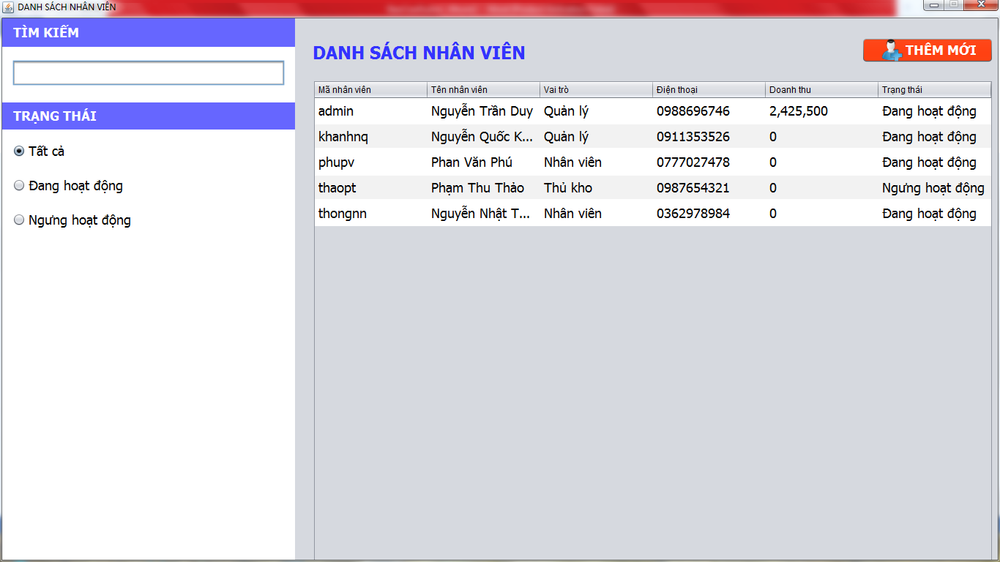 DANH SÁCH NHÂN VIÊN
TÌM KIẾM
TRẠNG THÁI
Tất cả
Đang hoạt động
Ngưng hoạt động
DANH SÁCH NHÂN VIÊN
THÊM MỚI
Mã nhân viên Tên nhân viên Vai trò Điện thoại Doanh thu Trạng thái
admin Nguyễn Trần Duy Quản lý 0988696746 2,425,500 Đang hoạt động
khanhnq Nguyễn Quốc K... Quản lý 0911353526 0 Đang hoạt động
phupv Phan Văn Phú Nhân viên 0777027478 0 Đang hoạt động
thaopt Phạm Thu Thảo Thủ kho 0987654321 0 Ngưng hoạt động
thongnn Nguyễn Nhật T... Nhân viên 0362978984 0 Đang hoạt động